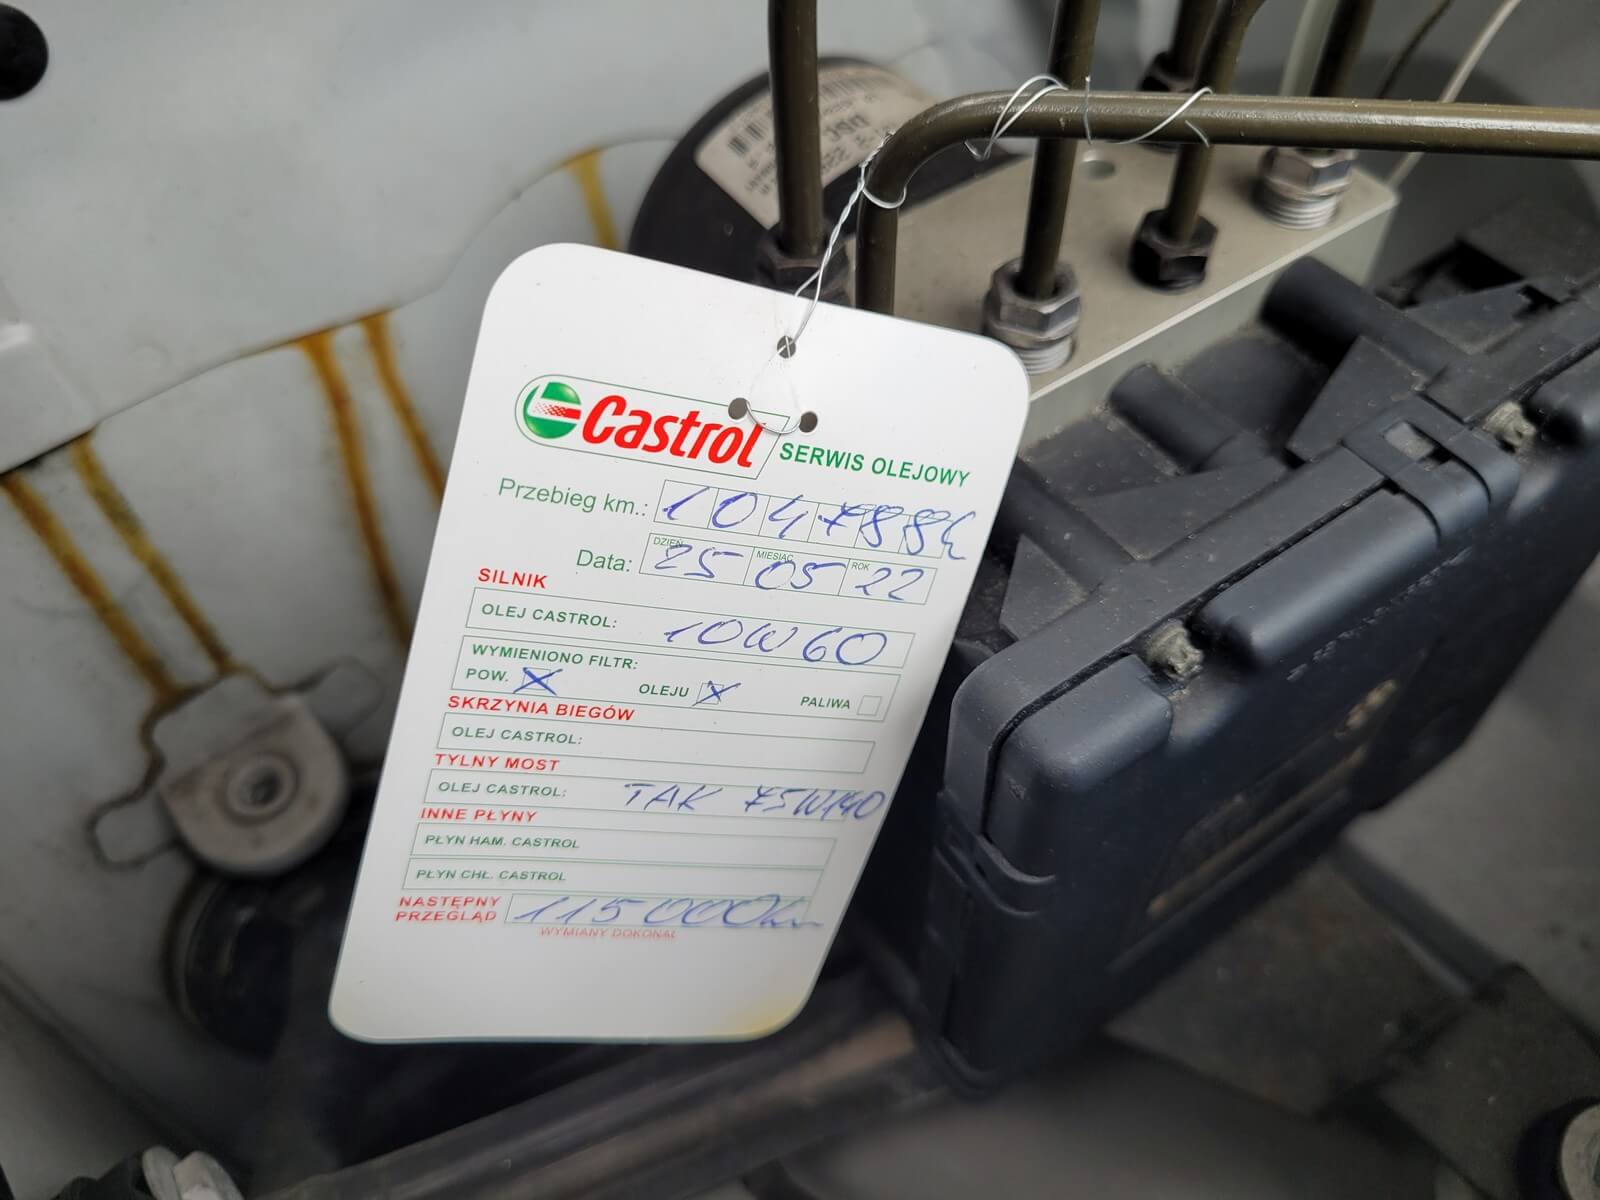 Castrol SERWIS OLEJOWY
Przebieg km.:
Data: DZIEŃ 25 MIESIĄC 05 ROK 22
SILNIK
OLEJ CASTROL: 10W60
WYMIENIONO FILTR:
POW. X OLEJU X PALIWA
SKRZYNIA BIEGÓW
OLEJ CASTROL:
TYLNY MOST
OLEJ CASTROL: TAK 75W140
INNE PŁYNY
PŁYN HAM. CASTROL
PŁYN CHŁ. CASTROL
NASTĘPNY
PRZEGLĄD 115000km
WYMIANY DOKONAŁ